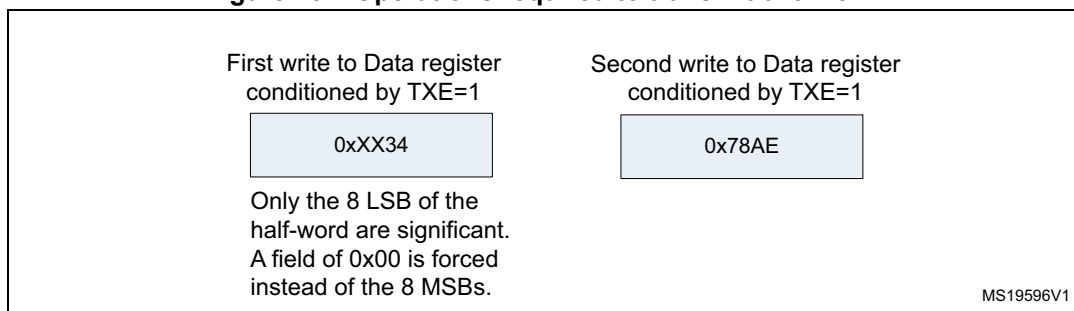 First write to Data register
conditioned by TXE=1
0xXX34
Only the 8 LSB of the
half-word are significant.
A field of 0x00 is forced
instead of the 8 MSBs.
Second write to Data register
conditioned by TXE=1
0x78AE
MS19596V1